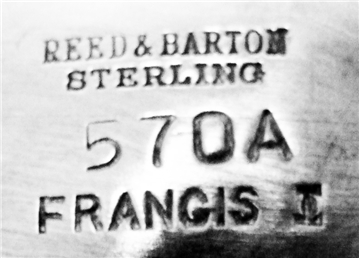 REED & BARTON
STERLING
570A
FRANCIS I